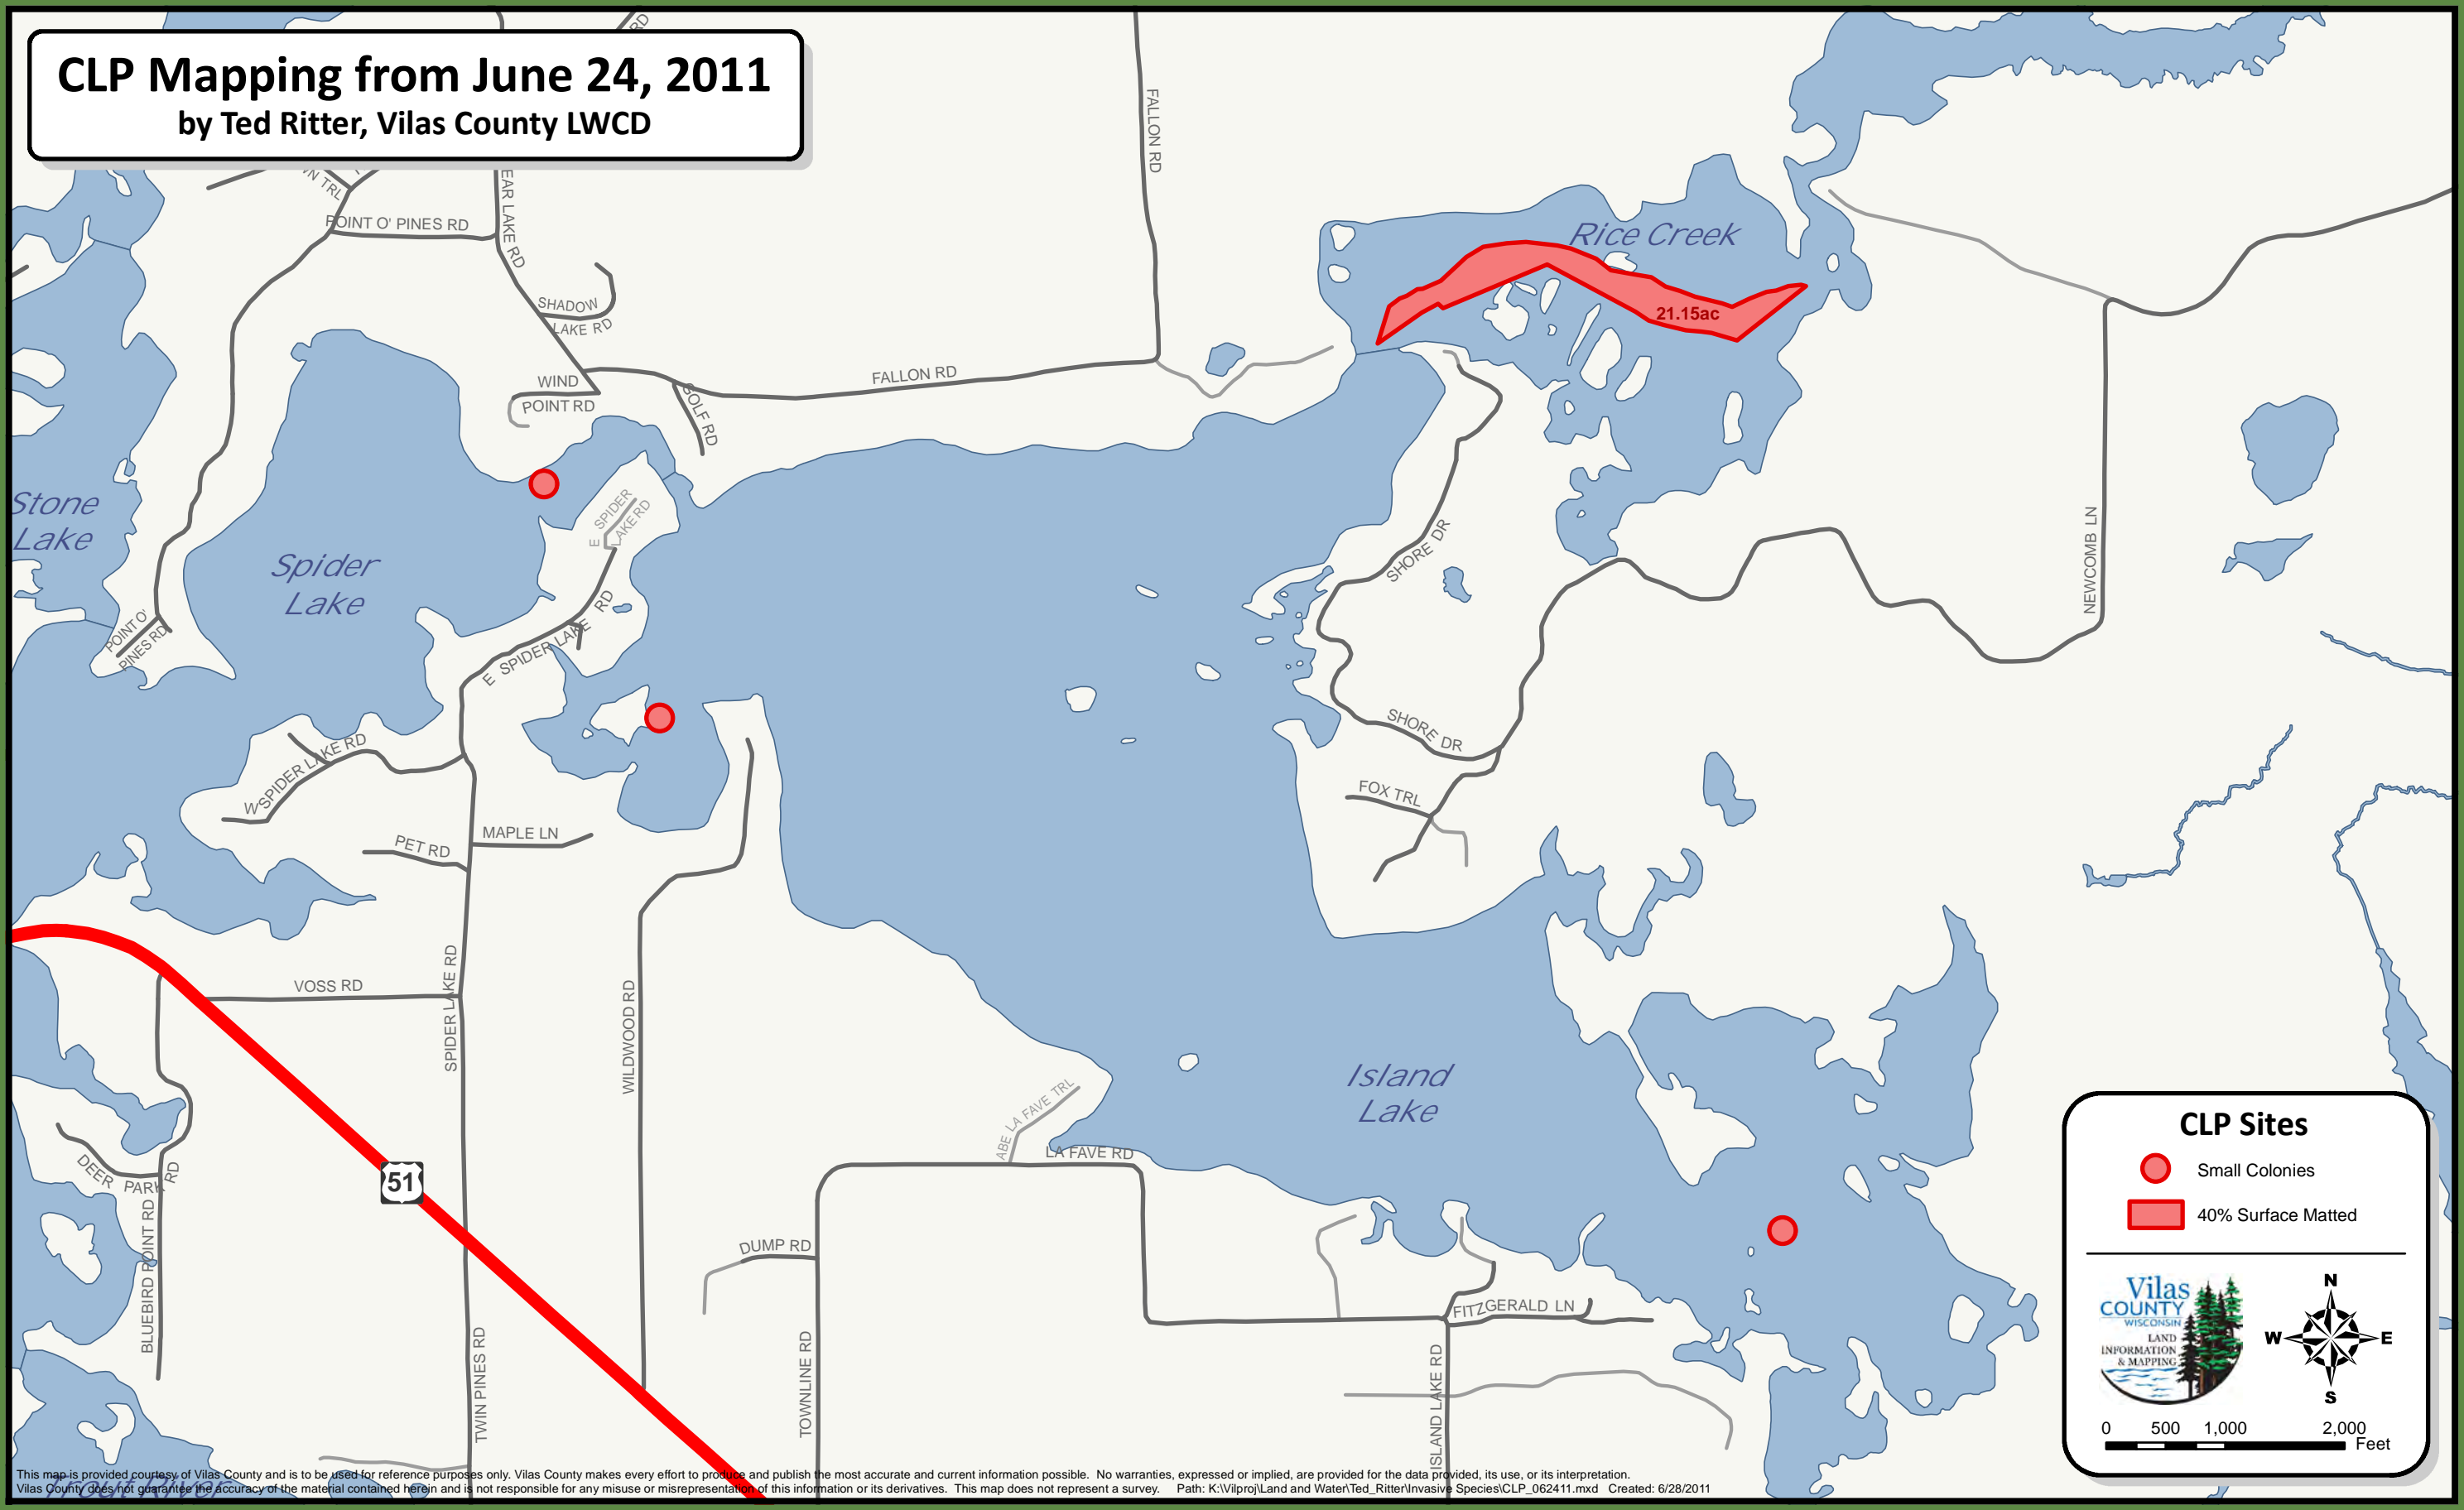 CLP Mapping from June 24, 2011
by Ted Ritter, Vilas County LWCD
RD
FALLON RD
POINT O' PINES RD
EAR LAKE RD
Rice Creek
SHADOW
LAKE RD
21.15ac
WIND
POINT RD
GOLF RD
FALLON RD
Stone
Lake
Spider
Lake
E SPIDER
LAKE RD
SHORE DR
NEWCOMB LN
POINT O'
PINES RD
E SPIDER LAKE RD
SHORE DR
W SPIDER LAKE RD
FOX TRL
PET RD
MAPLE LN
VOSS RD
SPIDER LAKE RD
WILDWOOD RD
Island
Lake
ABE LA FAVE TRL
LA FAVE RD
DEER PARK RD
51
BLUEBIRD POINT RD
DUMP RD
FITZGERALD LN
TWIN PINES RD
TOWNLINE RD
ISLAND LAKE RD
Trout River
CLP Sites
Small Colonies
40% Surface Matted
Vilas
COUNTY
WISCONSIN
LAND
INFORMATION
& MAPPING
N
W E
S
0 500 1,000 2,000
Feet
This map is provided courtesy of Vilas County and is to be used for reference purposes only. Vilas County makes every effort to produce and publish the most accurate and current information possible. No warranties, expressed or implied, are provided for the data provided, its use, or its interpretation.
Vilas County does not guarantee the accuracy of the material contained herein and is not responsible for any misuse or misrepresentation of this information or its derivatives. This map does not represent a survey. Path: K:\Vilproj\Land and Water\Ted_Ritter\Invasive Species\CLP_062411.mxd Created: 6/28/2011